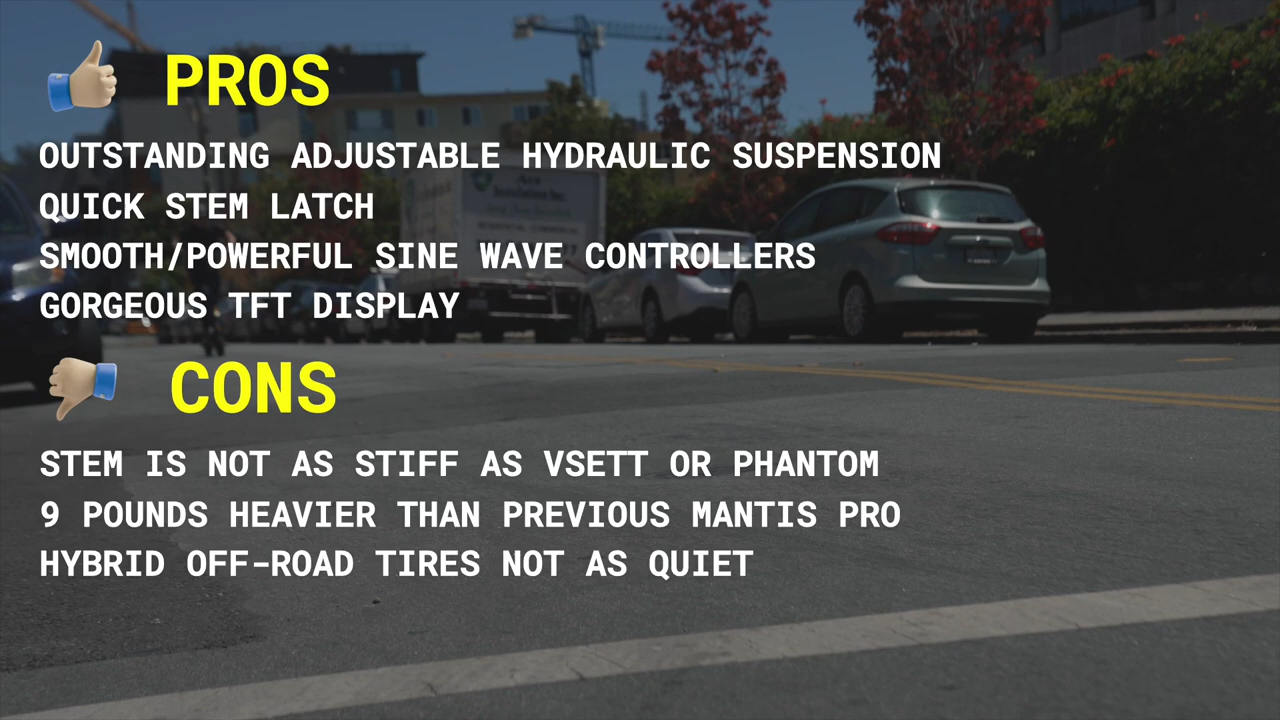 PROS
OUTSTANDING ADJUSTABLE HYDRAULIC SUSPENSION
QUICK STEM LATCH
SMOOTH/POWERFUL SINE WAVE CONTROLLERS
GORGEOUS TFT DISPLAY
CONS
STEM IS NOT AS STIFF AS VSETT OR PHANTOM
9 POUNDS HEAVIER THAN PREVIOUS MANTIS PRO
HYBRID OFF-ROAD TIRES NOT AS QUIET